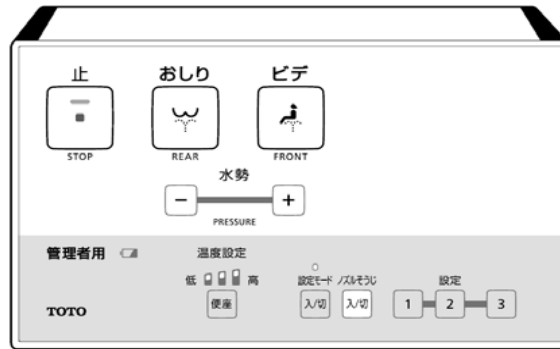 止 おしり ビデ
STOP REAR FRONT
水勢
− +
PRESSURE
管理者用 温度設定
低 高 設定モード ノズルそうじ 設定
便座 入/切 入/切 1 2 3
TOTO